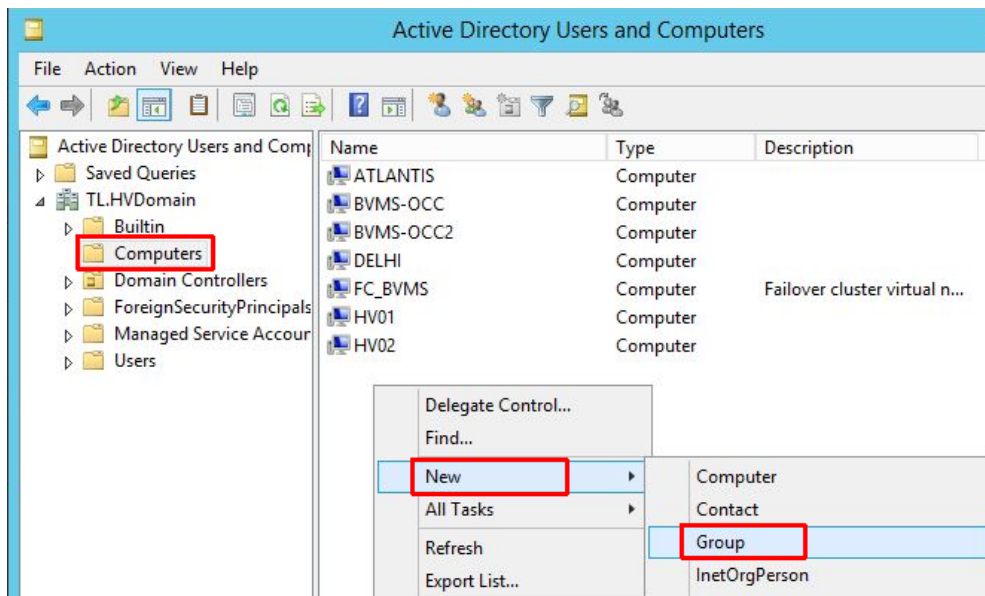 Active Directory Users and Computers
File Action View Help
Active Directory Users and Comp
Saved Queries
TL.HVDomain
Builtin
Computers
Domain Controllers
ForeignSecurityPrincipals
Managed Service Accour
Users
Name Type Description
ATLANTIS Computer
BVMS-OCC Computer
BVMS-OCC2 Computer
DELHI Computer
FC_BVMS Computer Failover cluster virtual n...
HV01 Computer
HV02 Computer
Delegate Control...
Find...
New
All Tasks
Refresh
Export List...
Computer
Contact
Group
InetOrgPerson